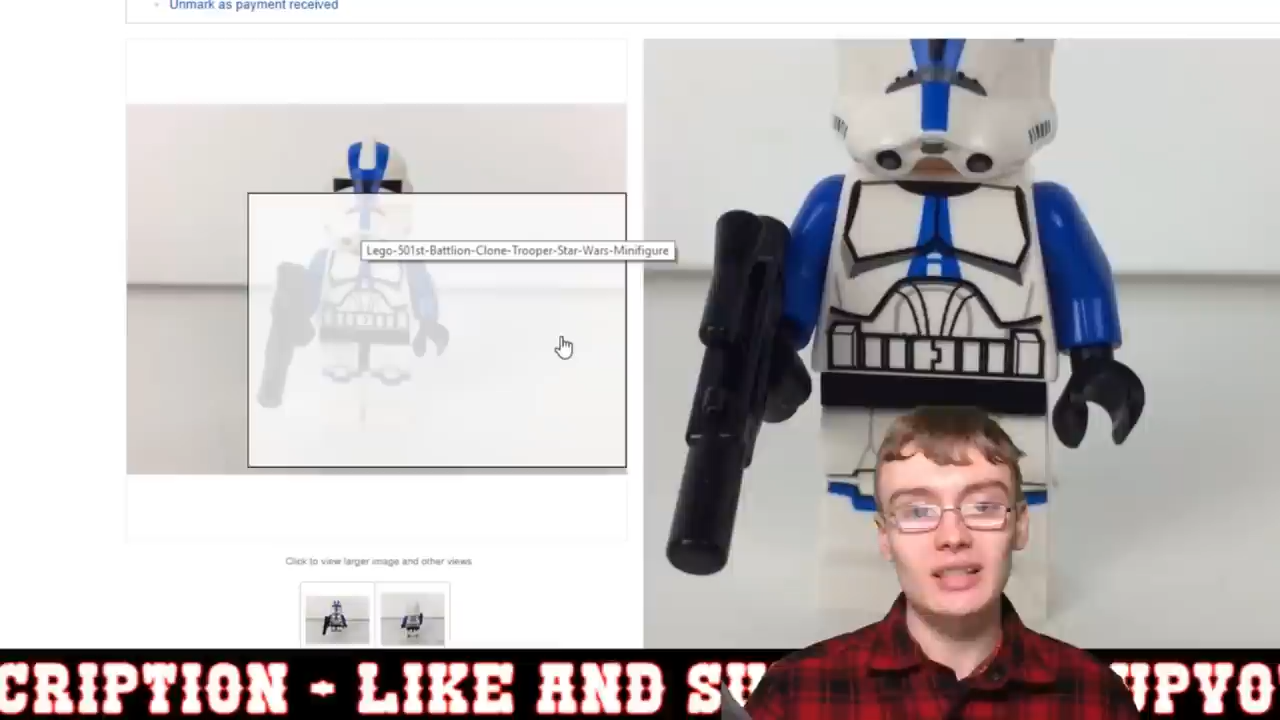 Unmark as payment received
Lego-501st-Battlion-Clone-Trooper-Star-Wars-Minifigure
Click to view larger image and other views
CRIPTION - LIKE AND SU UPVO